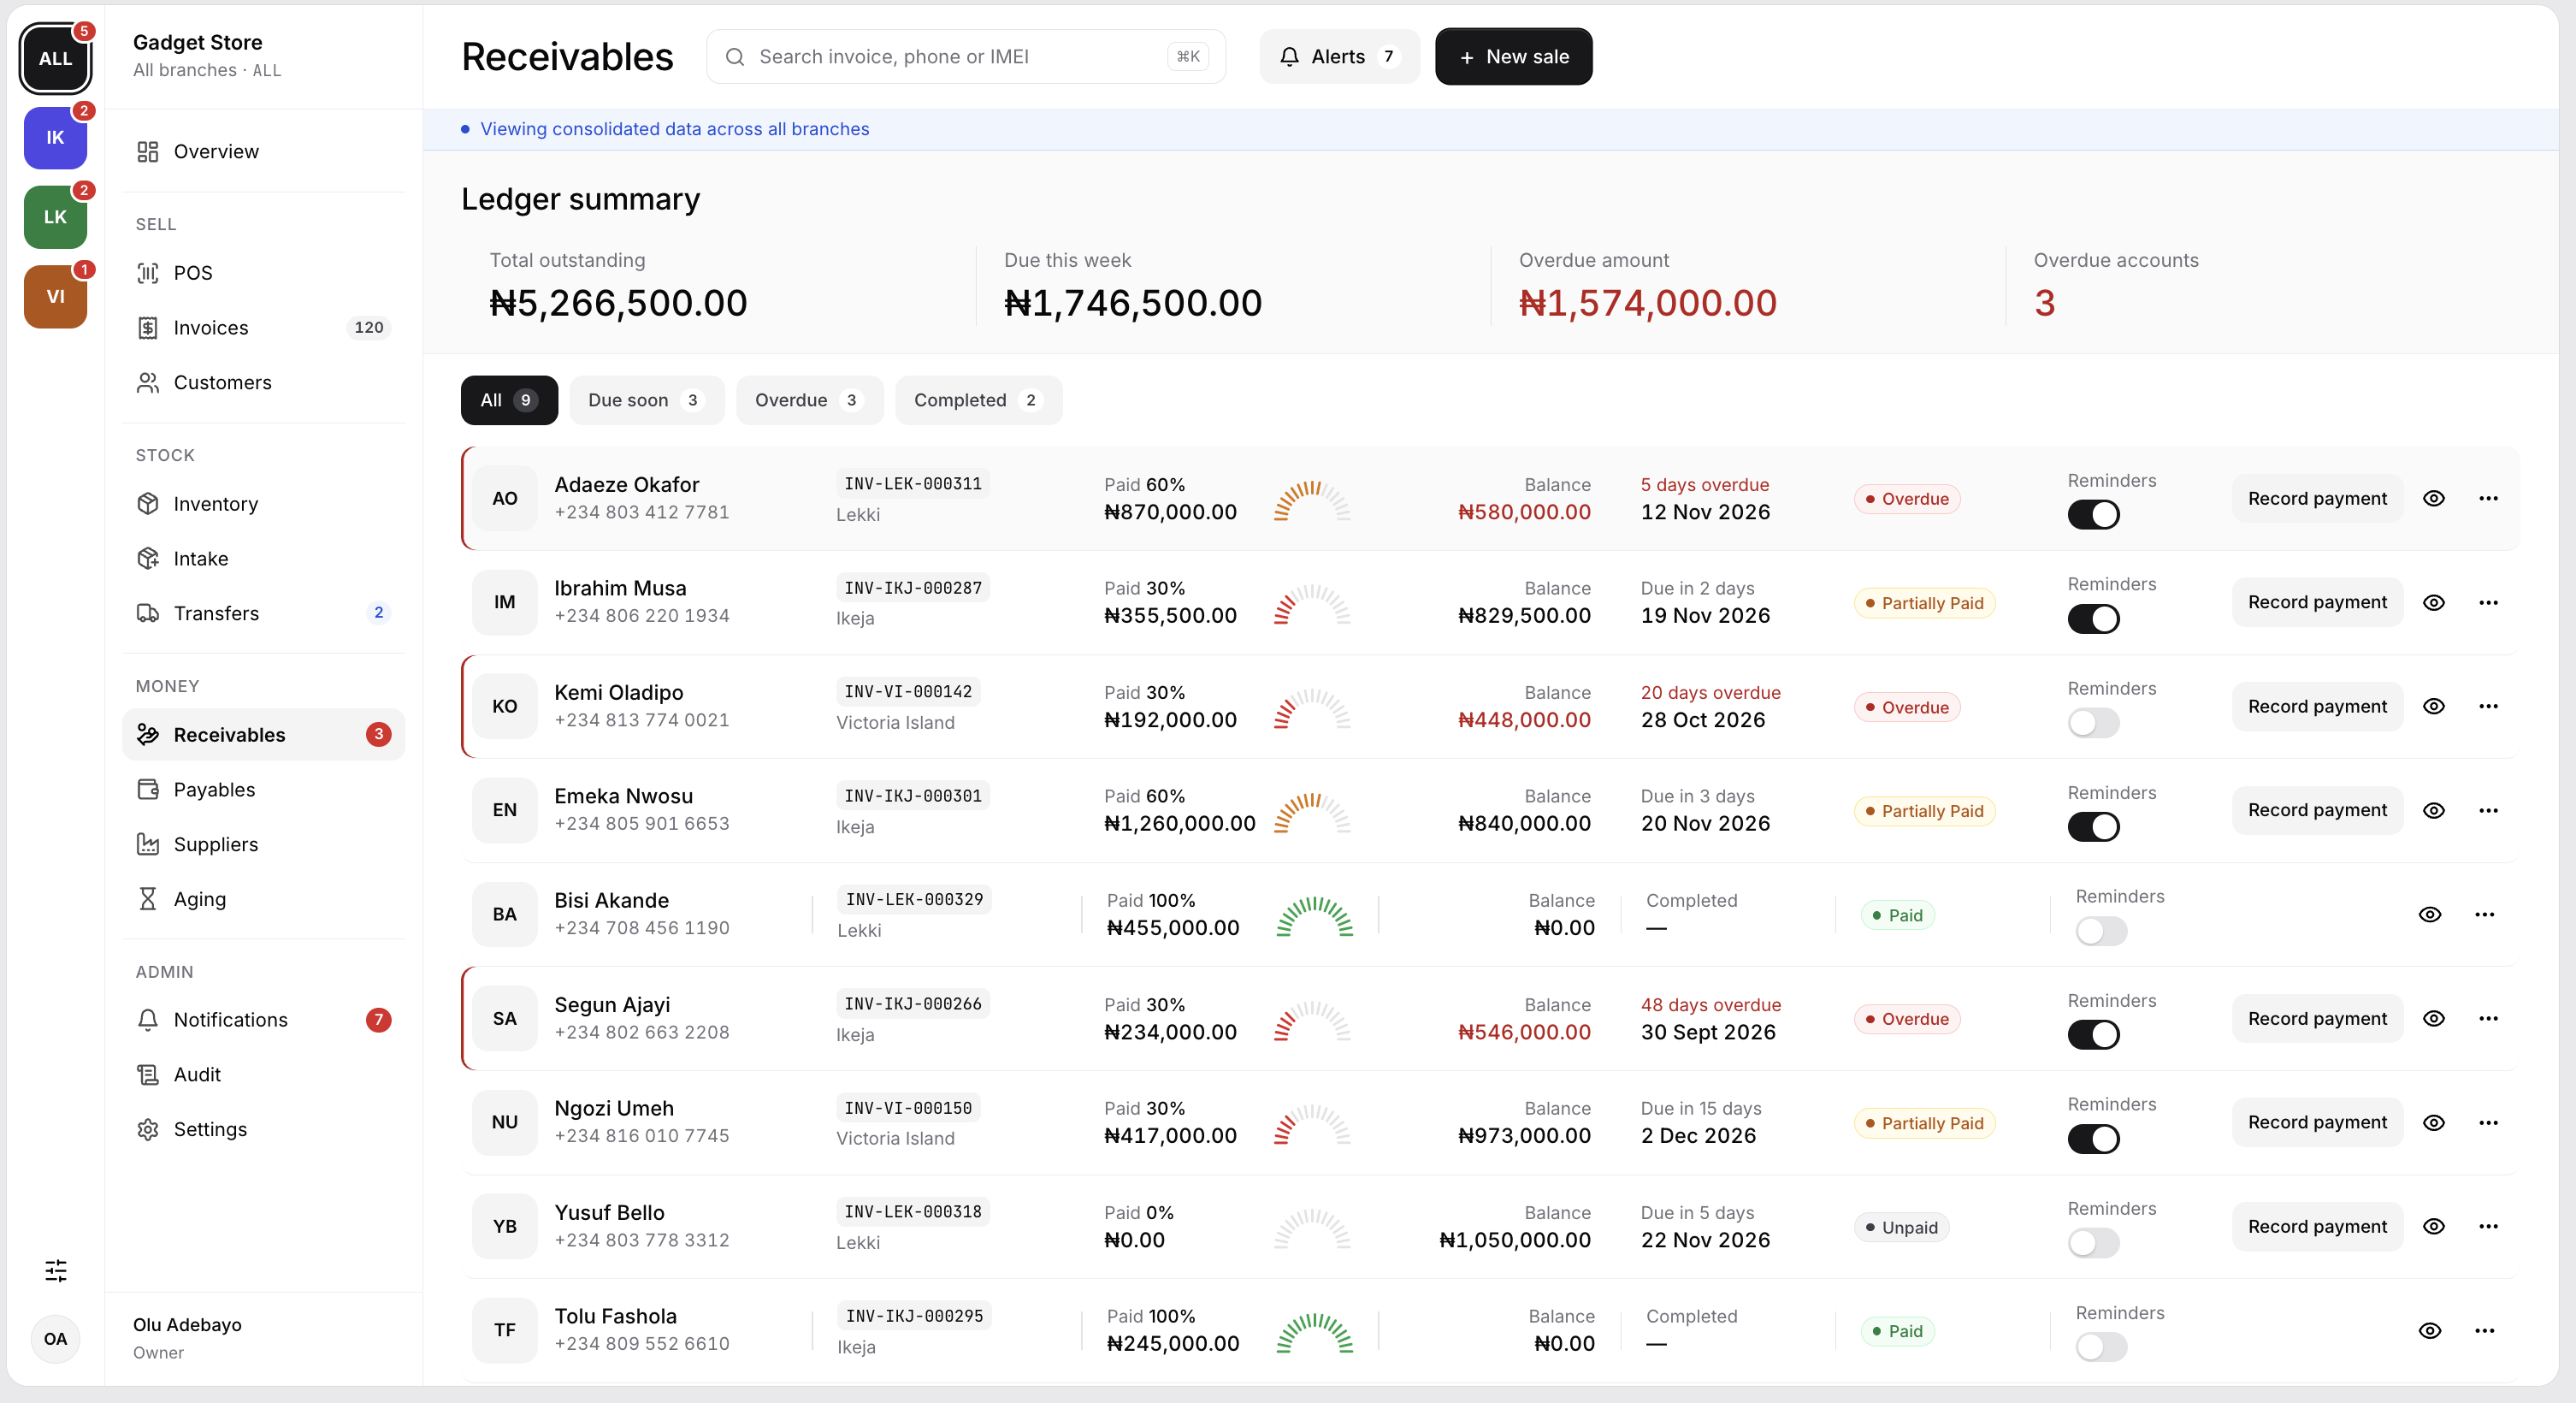 ALL
5
IK
2
LK
2
VI
1
OA
Gadget Store
All branches · ALL
Overview
SELL
POS
Invoices 120
Customers
STOCK
Inventory
Intake
Transfers 2
MONEY
Receivables 3
Payables
Suppliers
Aging
ADMIN
Notifications 7
Audit
Settings
Olu Adebayo
Owner
Receivables
Search invoice, phone or IMEI ⌘K
Alerts 7
+ New sale
Viewing consolidated data across all branches
Ledger summary
Total outstanding
₦5,266,500.00
Due this week
₦1,746,500.00
Overdue amount
₦1,574,000.00
Overdue accounts
3
All 9 Due soon 3 Overdue 3 Completed 2
AO Adaeze Okafor INV-LEK-000311 Paid 60% Balance 5 days overdue Overdue Reminders Record payment
+234 803 412 7781 Lekki ₦870,000.00 ₦580,000.00 12 Nov 2026
IM Ibrahim Musa INV-IKJ-000287 Paid 30% Balance Due in 2 days Partially Paid Reminders Record payment
+234 806 220 1934 Ikeja ₦355,500.00 ₦829,500.00 19 Nov 2026
KO Kemi Oladipo INV-VI-000142 Paid 30% Balance 20 days overdue Overdue Reminders Record payment
+234 813 774 0021 Victoria Island ₦192,000.00 ₦448,000.00 28 Oct 2026
EN Emeka Nwosu INV-IKJ-000301 Paid 60% Balance Due in 3 days Partially Paid Reminders Record payment
+234 805 901 6653 Ikeja ₦1,260,000.00 ₦840,000.00 20 Nov 2026
BA Bisi Akande INV-LEK-000329 Paid 100% Balance Completed Paid Reminders
+234 708 456 1190 Lekki ₦455,000.00 ₦0.00 —
SA Segun Ajayi INV-IKJ-000266 Paid 30% Balance 48 days overdue Overdue Reminders Record payment
+234 802 663 2208 Ikeja ₦234,000.00 ₦546,000.00 30 Sept 2026
NU Ngozi Umeh INV-VI-000150 Paid 30% Balance Due in 15 days Partially Paid Reminders Record payment
+234 816 010 7745 Victoria Island ₦417,000.00 ₦973,000.00 2 Dec 2026
YB Yusuf Bello INV-LEK-000318 Paid 0% Balance Due in 5 days Unpaid Reminders Record payment
+234 803 778 3312 Lekki ₦0.00 ₦1,050,000.00 22 Nov 2026
TF Tolu Fashola INV-IKJ-000295 Paid 100% Balance Completed Paid Reminders
+234 809 552 6610 Ikeja ₦245,000.00 ₦0.00 —